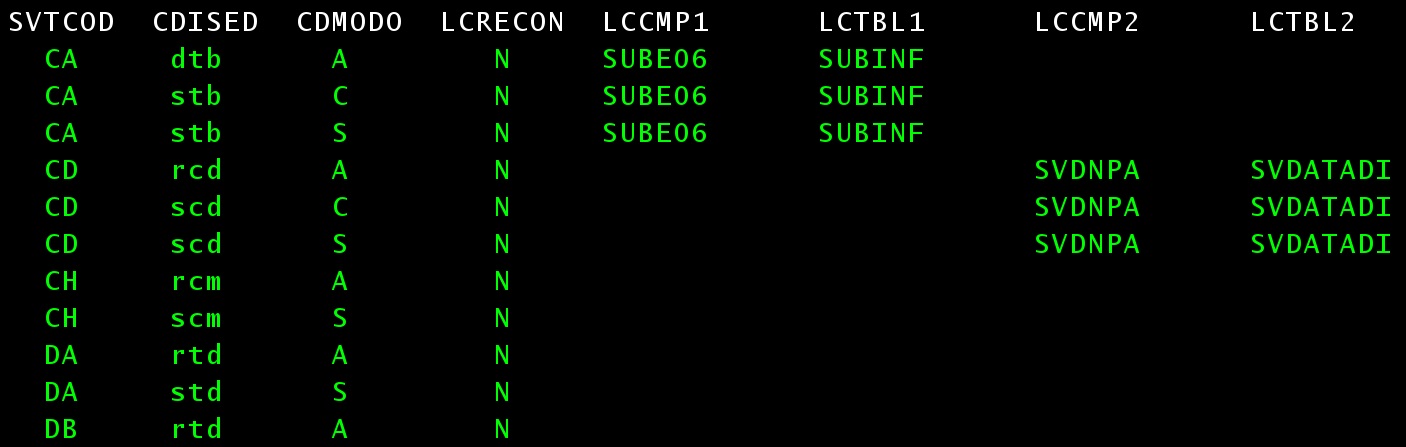 SVTCOD CDISED CDMODO LCRECON LCCMP1 LCTBL1 LCCMP2 LCTBL2
CA dtb A N SUBE06 SUBINF
CA stb C N SUBE06 SUBINF
CA stb S N SUBE06 SUBINF
CD rcd A N SVDNPA SVDATADI
CD scd C N SVDNPA SVDATADI
CD scd S N SVDNPA SVDATADI
CH rcm A N
CH scm S N
DA rtd A N
DA std S N
DB rtd A N